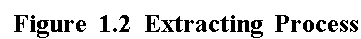 Figure 1.2 Extracting Process